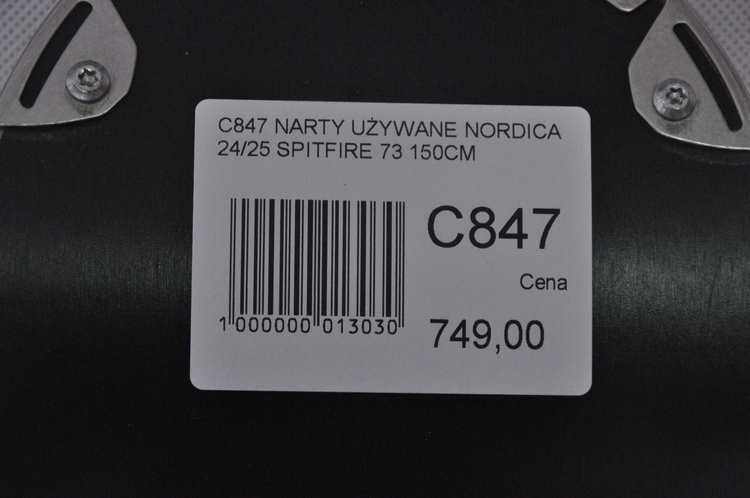 C847 NARTY UŻYWANE NORDICA
24/25 SPITFIRE 73 150CM
C847
Cena
1 000000 013030
749,00